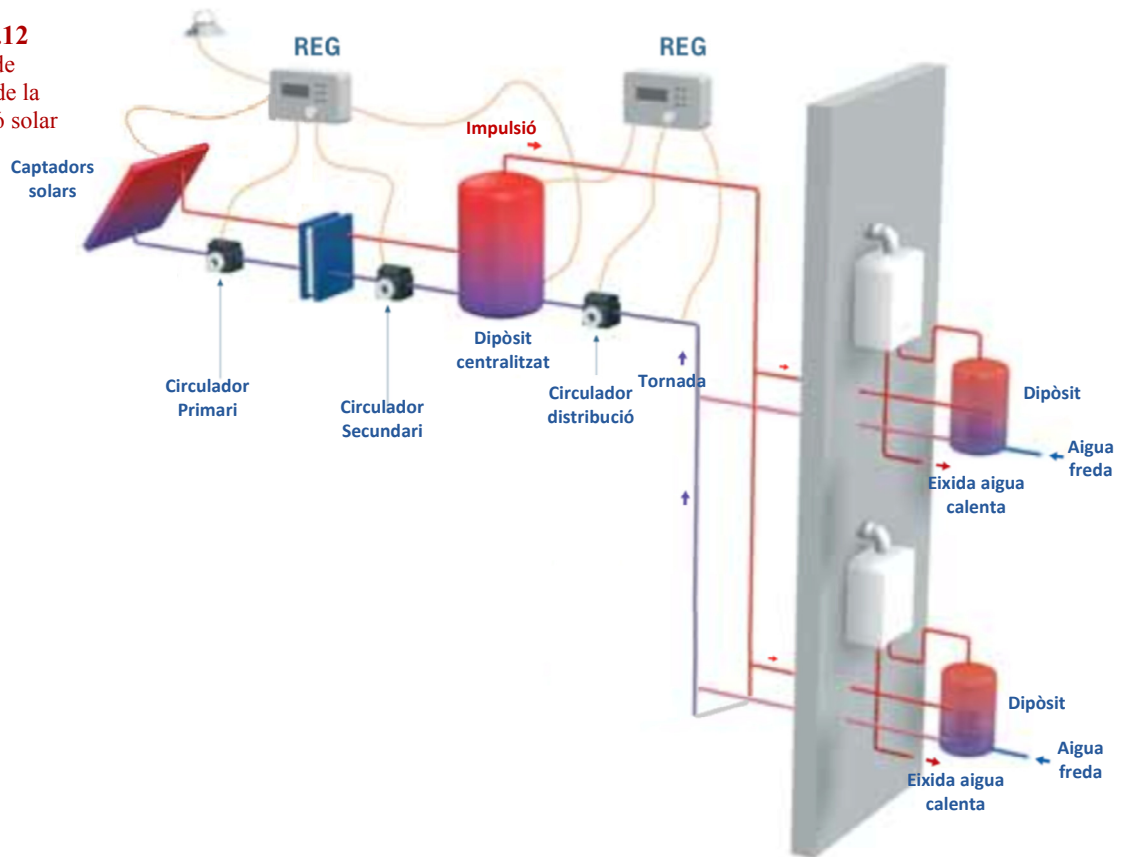 .12
de
de la
ó solar
REG
REG
Impulsió
Captadors
solars
Dipòsit
centralitzat
Circulador
Primari
Circulador
Secundari
Circulador
distribució
Tornada
Dipòsit
Aigua
freda
Eixida aigua
calenta
Dipòsit
Aigua
freda
Eixida aigua
calenta